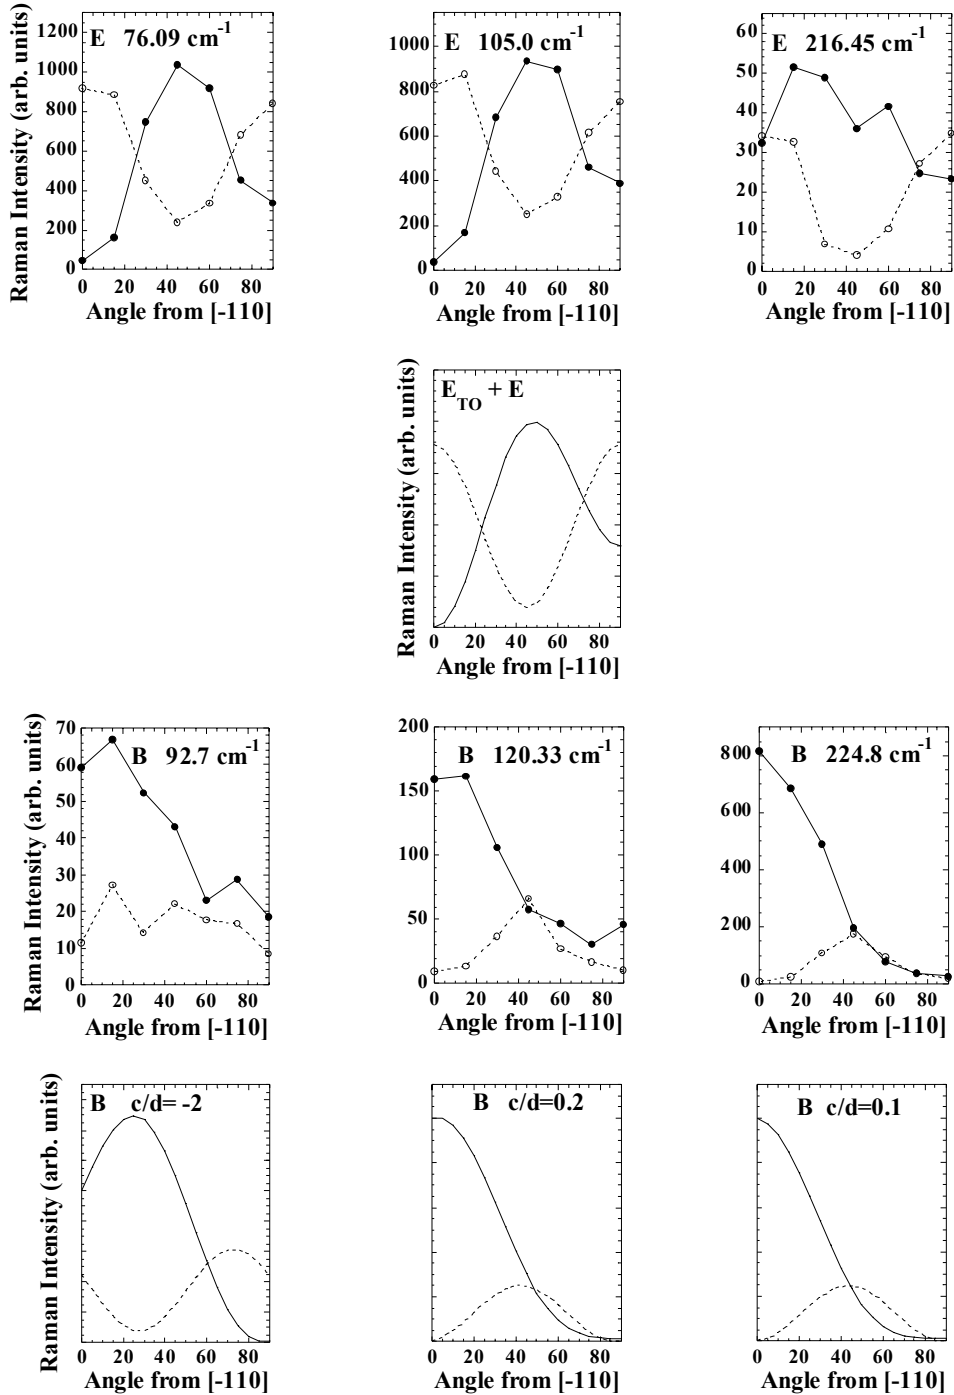 Raman Intensity (arb. units)
E 76.09 cm-1
1400
1200
1000
800
600
400
200
0
0 20 40 60 80
Angle from [-110]
E 105.0 cm-1
1000
800
600
400
200
0
0 20 40 60 80
Angle from [-110]
E 216.45 cm-1
60
50
40
30
20
10
0
0 20 40 60 80
Angle from [-110]
Raman Intensity (arb. units)
ETO + E
0 20 40 60 80
Angle from [-110]
Raman Intensity (arb. units)
B 92.7 cm-1
70
60
50
40
30
20
10
0
0 20 40 60 80
Angle from [-110]
B 120.33 cm-1
200
150
100
50
0
0 20 40 60 80
Angle from [-110]
B 224.8 cm-1
800
600
400
200
0
0 20 40 60 80
Angle from [-110]
Raman Intensity (arb. units)
B c/d= -2
0 20 40 60 80
Angle from [-110]
B c/d=0.2
0 20 40 60 80
Angle from [-110]
B c/d=0.1
0 20 40 60 80
Angle from [-110]